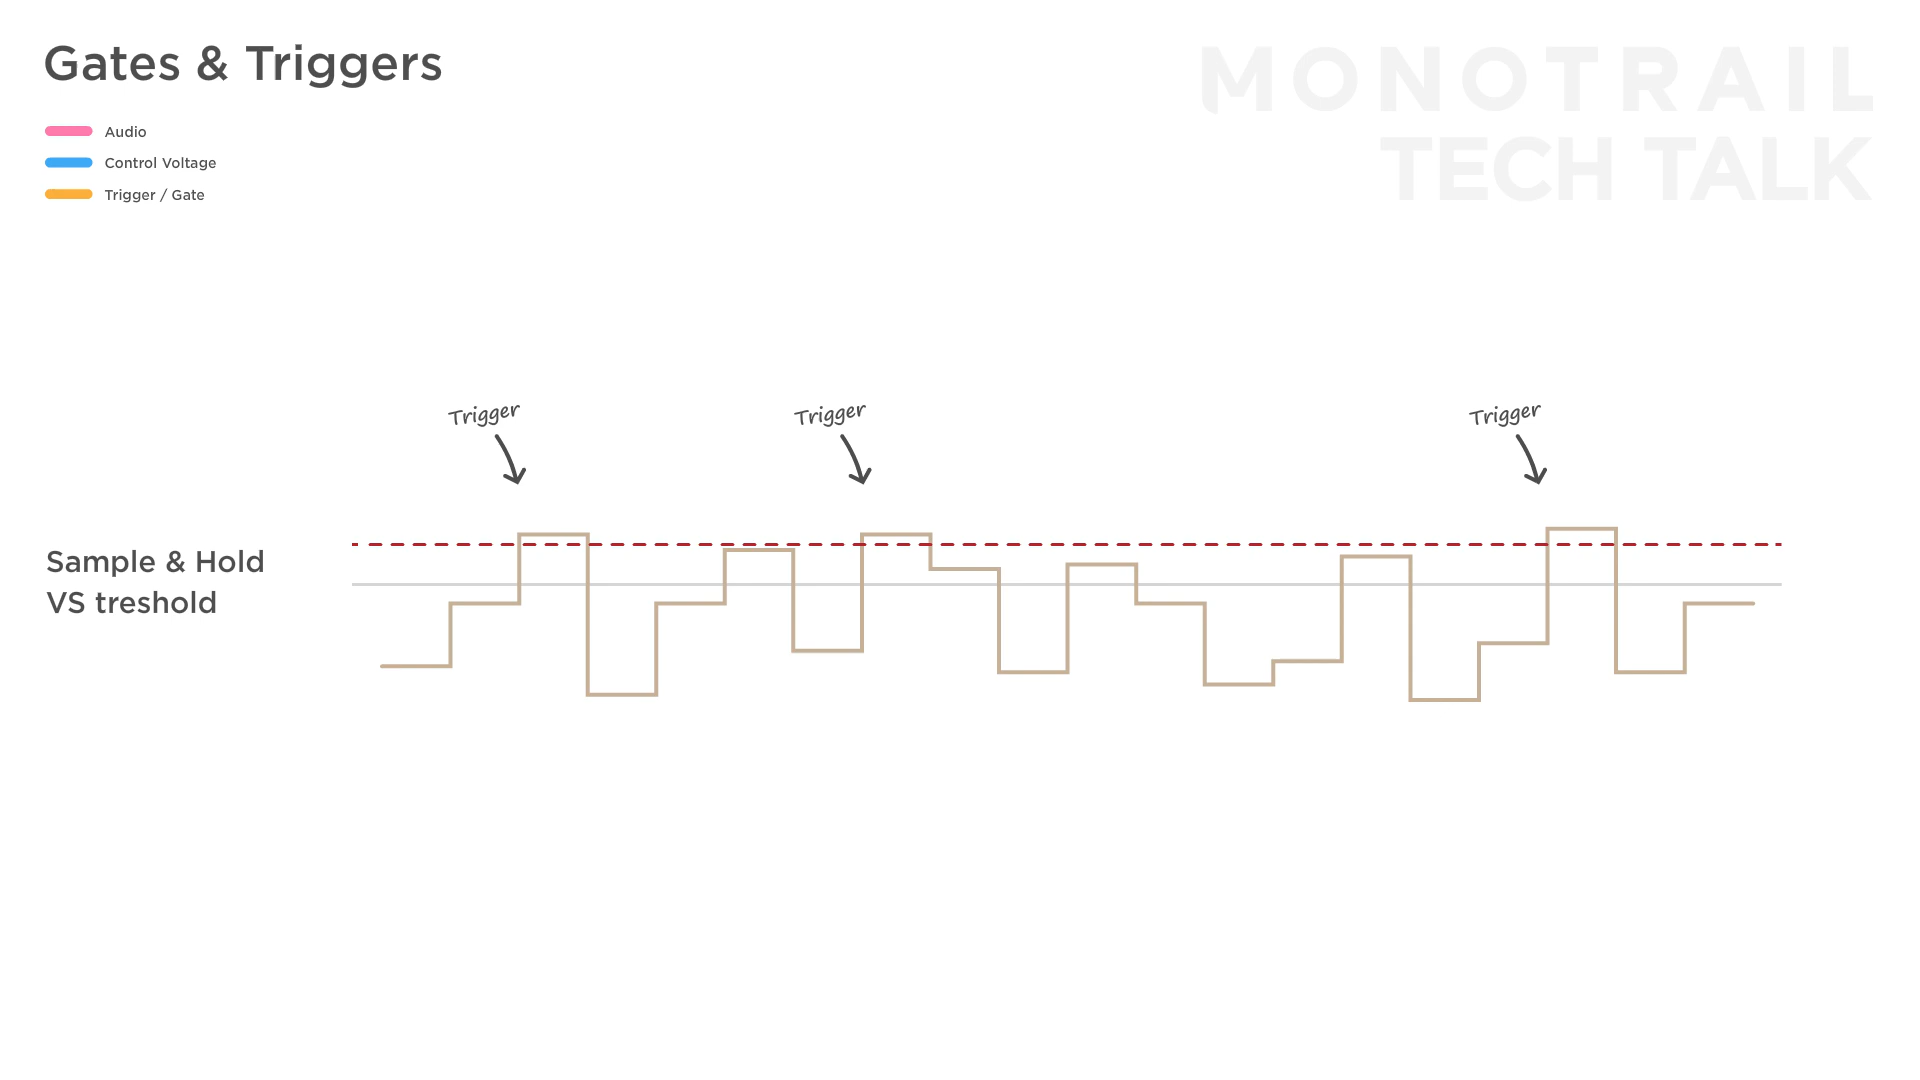 Gates & Triggers
MONOTRAIL
TECH TALK
Audio
Control Voltage
Trigger / Gate
Trigger
Trigger
Trigger
Sample & Hold
VS treshold